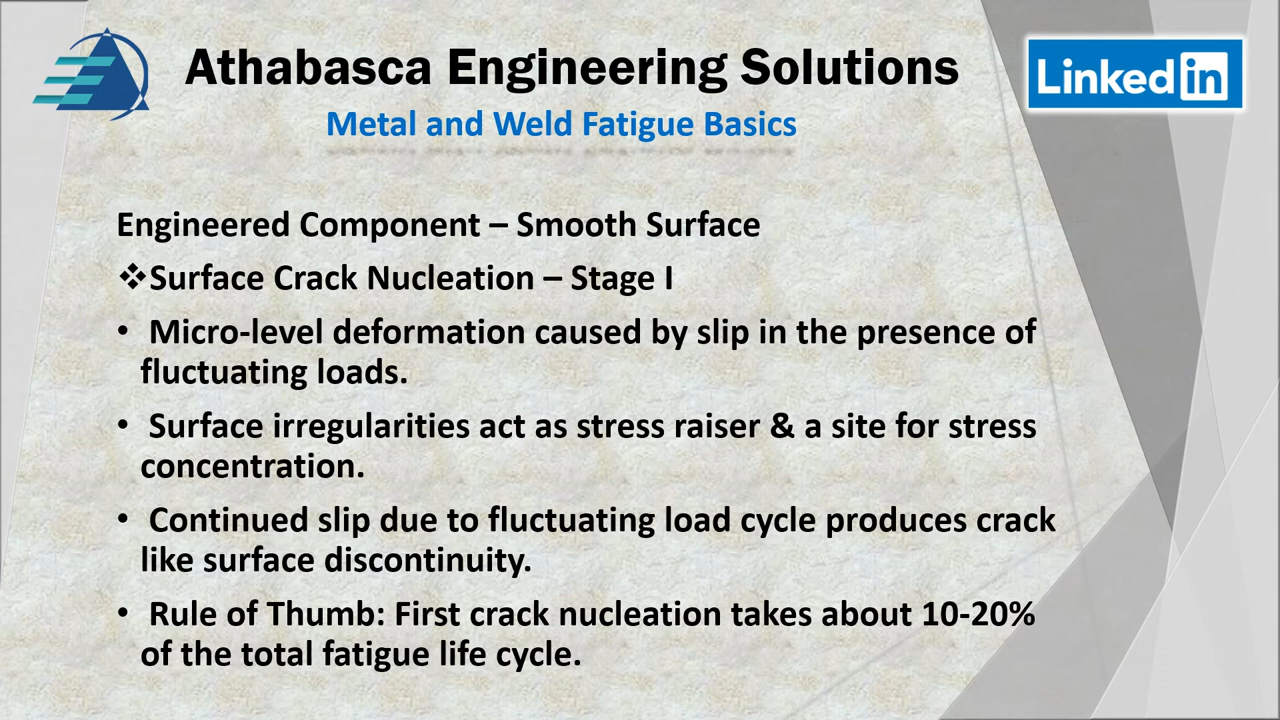 Athabasca Engineering Solutions
Linked in
Metal and Weld Fatigue Basics
Engineered Component – Smooth Surface
❖Surface Crack Nucleation – Stage I
• Micro-level deformation caused by slip in the presence of
fluctuating loads.
• Surface irregularities act as stress raiser & a site for stress
concentration.
• Continued slip due to fluctuating load cycle produces crack
like surface discontinuity.
• Rule of Thumb: First crack nucleation takes about 10-20%
of the total fatigue life cycle.